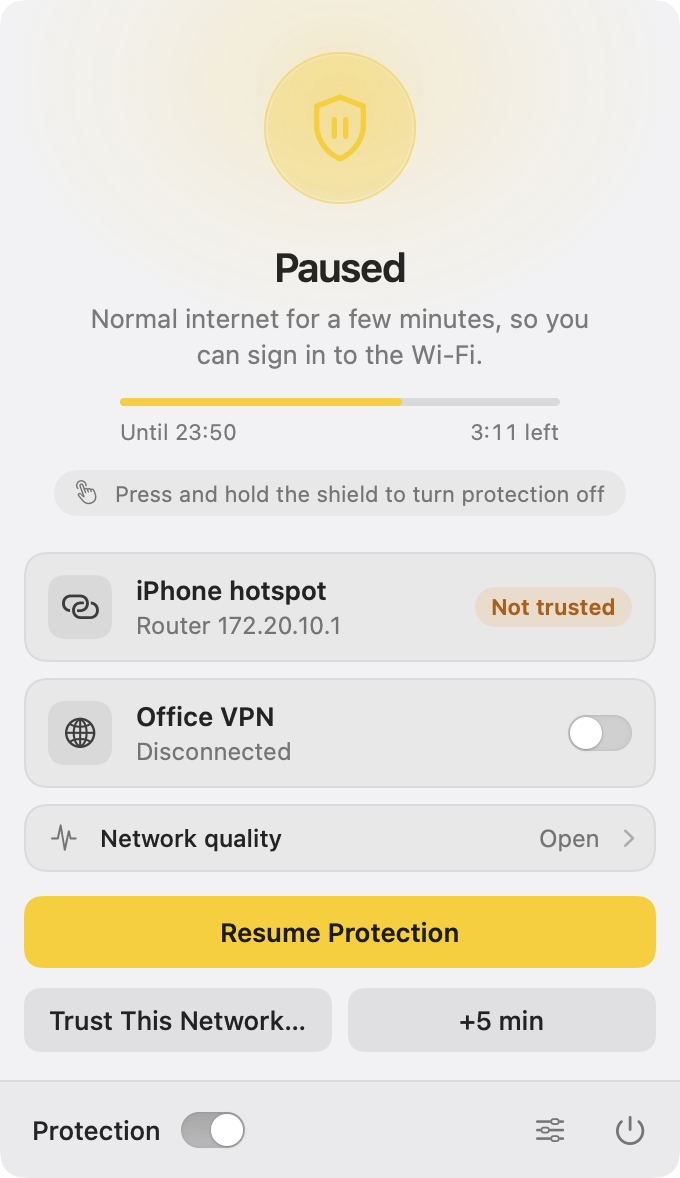 Paused
Normal internet for a few minutes, so you
can sign in to the Wi-Fi.
Until 23:50
3:11 left
Press and hold the shield to turn protection off
iPhone hotspot
Router 172.20.10.1
Not trusted
Office VPN
Disconnected
Network quality
Open
Resume Protection
Trust This Network...
+5 min
Protection